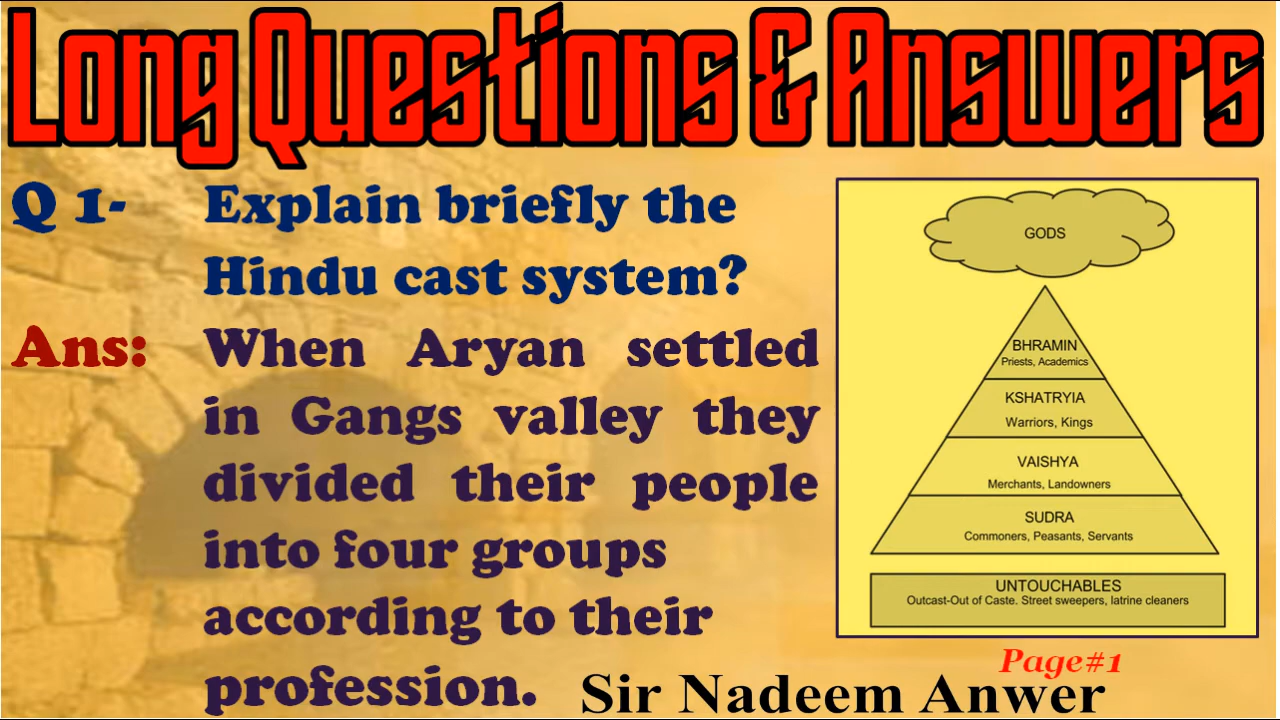 Long Questions & Answers
Q 1- Explain briefly the
Hindu cast system?
Ans: When Aryan settled
in Gangs valley they
divided their people
into four groups
according to their
profession.
GODS
BHRAMIN
Priests, Academics
KSHATRYIA
Warriors, Kings
VAISHYA
Merchants, Landowners
SUDRA
Commoners, Peasants, Servants
UNTOUCHABLES
Outcast-Out of Caste. Street sweepers, latrine cleaners
Page#1
Sir Nadeem Anwer